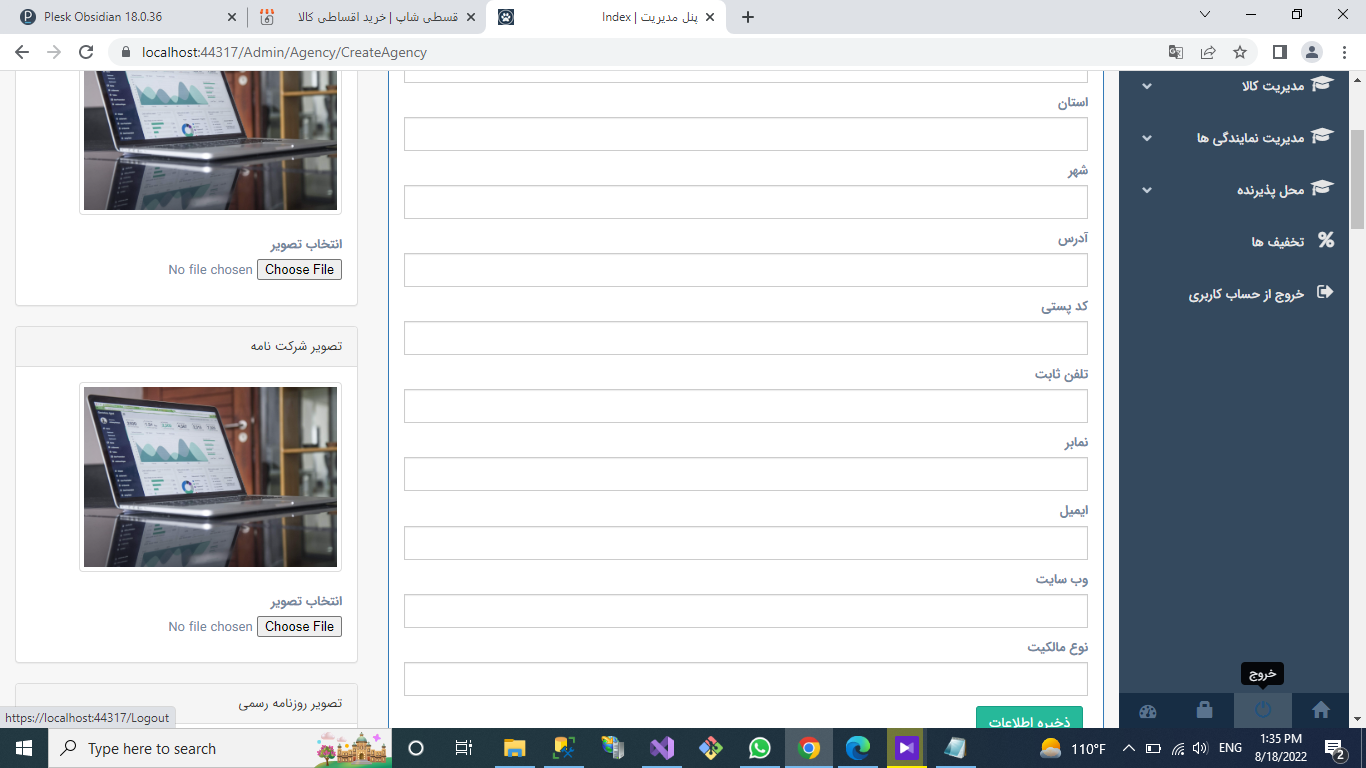 Plesk Obsidian 18.0.36
قسطی شاپ | خرید اقساطی کالا
پنل مدیریت | Index
localhost:44317/Admin/Agency/CreateAgency
مدیریت کالا
مدیریت نمایندگی ها
محل پذیرنده
تخفیف ها
خروج از حساب کاربری
استان
شهر
آدرس
کد پستی
تلفن ثابت
نمابر
ایمیل
وب سایت
نوع مالکیت
ذخیره اطلاعات
انتخاب تصویر
Choose File No file chosen
تصویر شرکت نامه
انتخاب تصویر
Choose File No file chosen
تصویر روزنامه رسمی
خروج
https://localhost:44317/Logout
Type here to search
110°F
ENG
1:35 PM
8/18/2022
2